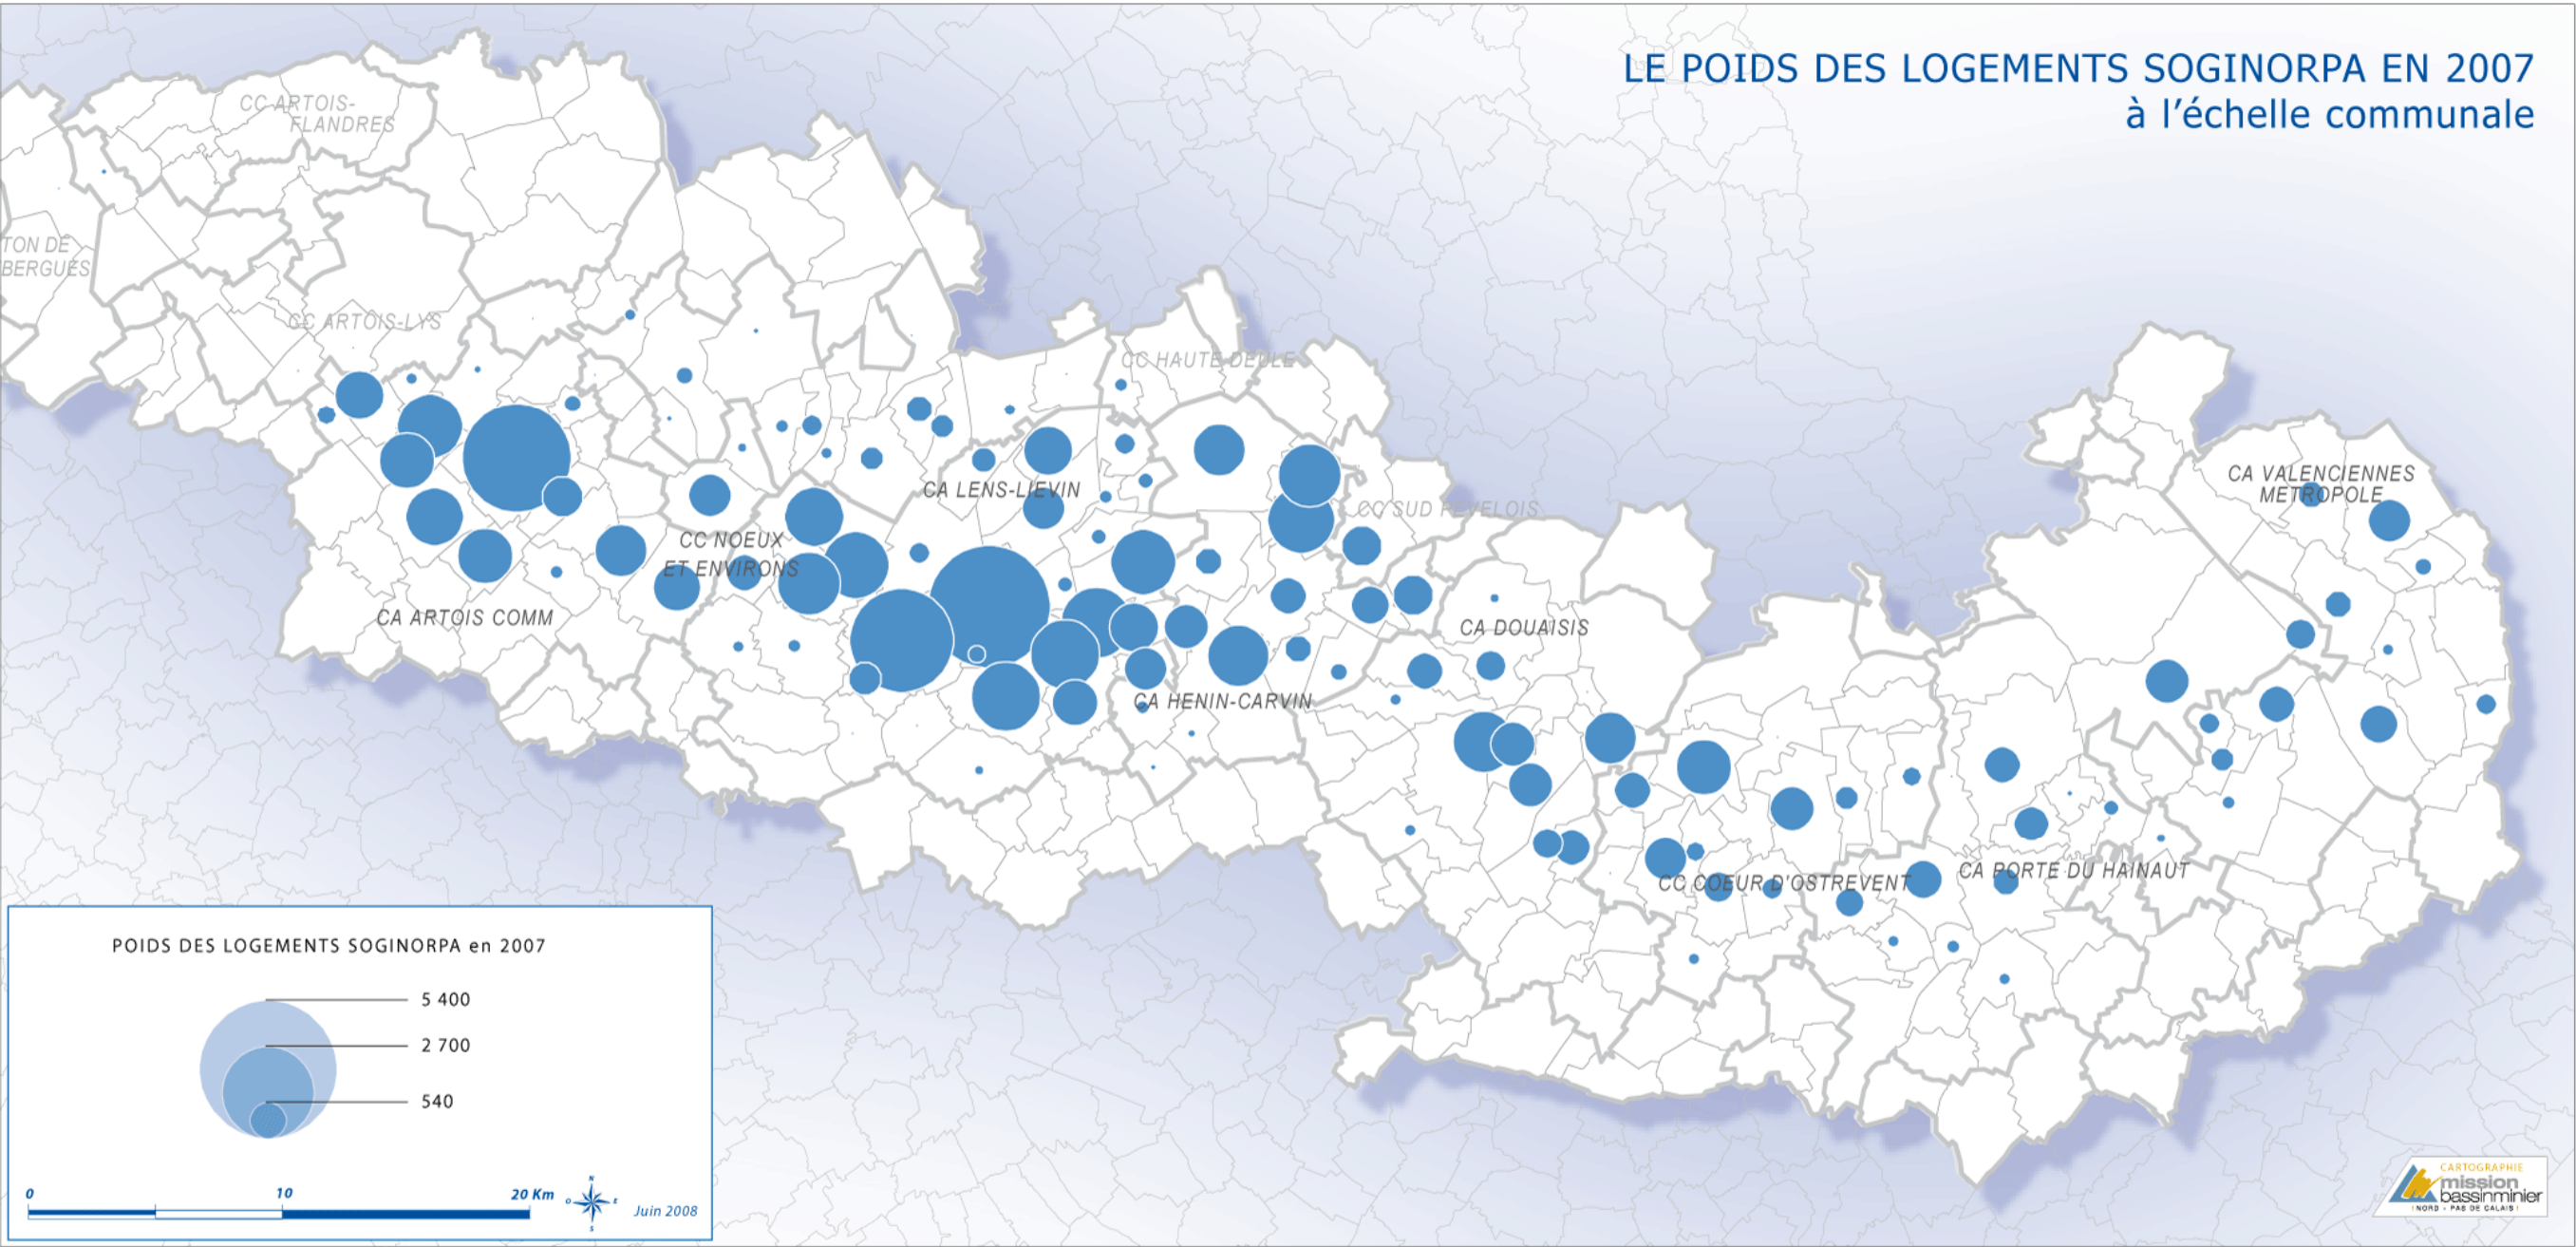 LE POIDS DES LOGEMENTS SOGINORPA EN 2007
à l'échelle communale
CC ARTOIS-
FLANDRES
TON DE
BERGUES
CC ARTOIS-LYS
CC HAUTE DEULE
CA VALENCIENNES
METROPOLE
CA LENS-LIEVIN
CC SUD PEVELOIS
CC NOEUX
ET ENVIRONS
CA ARTOIS COMM
CA DOUAISIS
CA HENIN-CARVIN
CC COEUR D'OSTREVENT
CA PORTE DU HAINAUT
POIDS DES LOGEMENTS SOGINORPA en 2007
5 400
2 700
540
0 10 20 Km
N
O E
S
Juin 2008
CARTOGRAPHIE
mission
bassinminier
NORD - PAS DE CALAIS